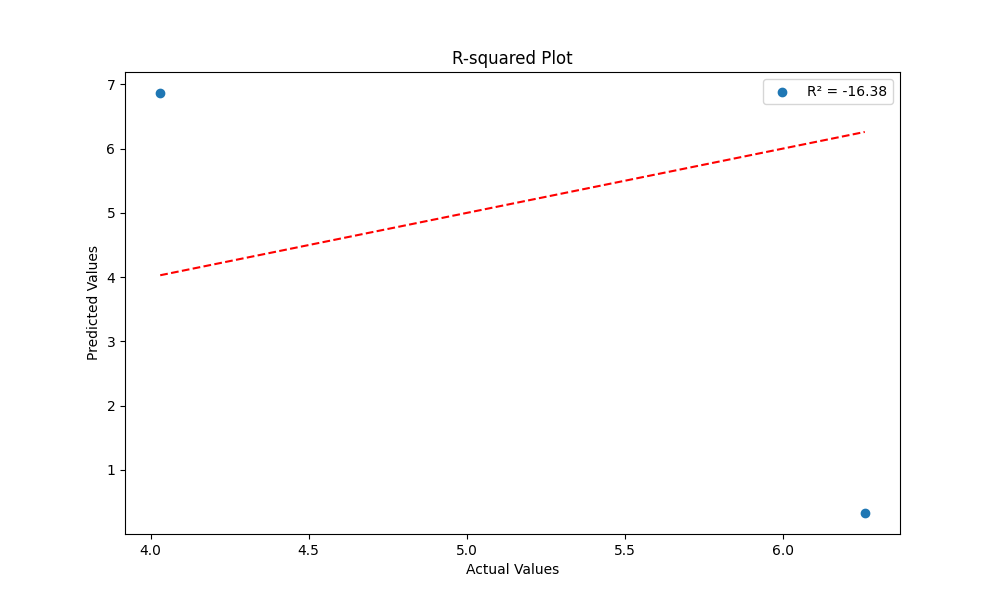 R-squared Plot
R² = -16.38
7
6
5
4
3
2
1
Predicted Values
4.0 4.5 5.0 5.5 6.0
Actual Values